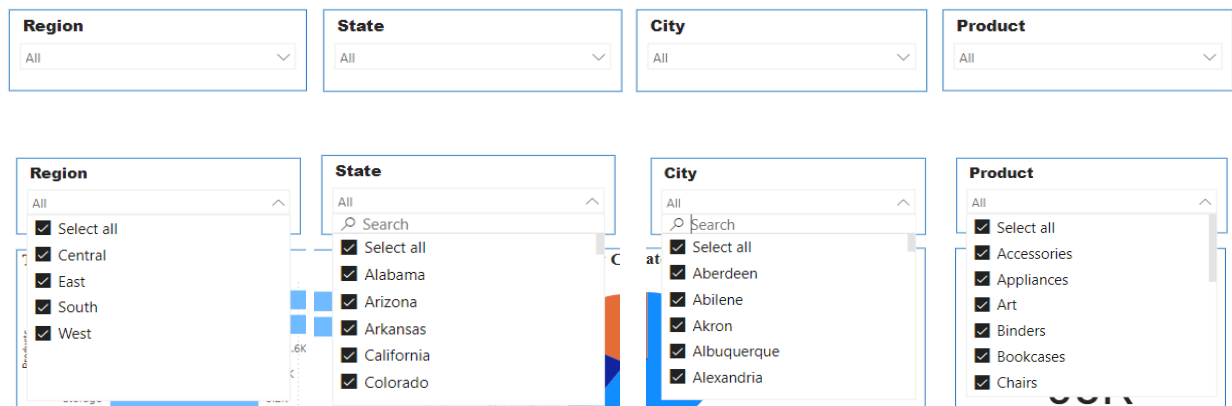 Region
All
State
All
City
All
Product
All
Region
All
Select all
Central
East
South
West
State
All
Search
Select all
Alabama
Arizona
Arkansas
California
Colorado
City
All
Search
Select all
Aberdeen
Abilene
Akron
Albuquerque
Alexandria
Product
All
Select all
Accessories
Appliances
Art
Binders
Bookcases
Chairs
Products
.6K
K